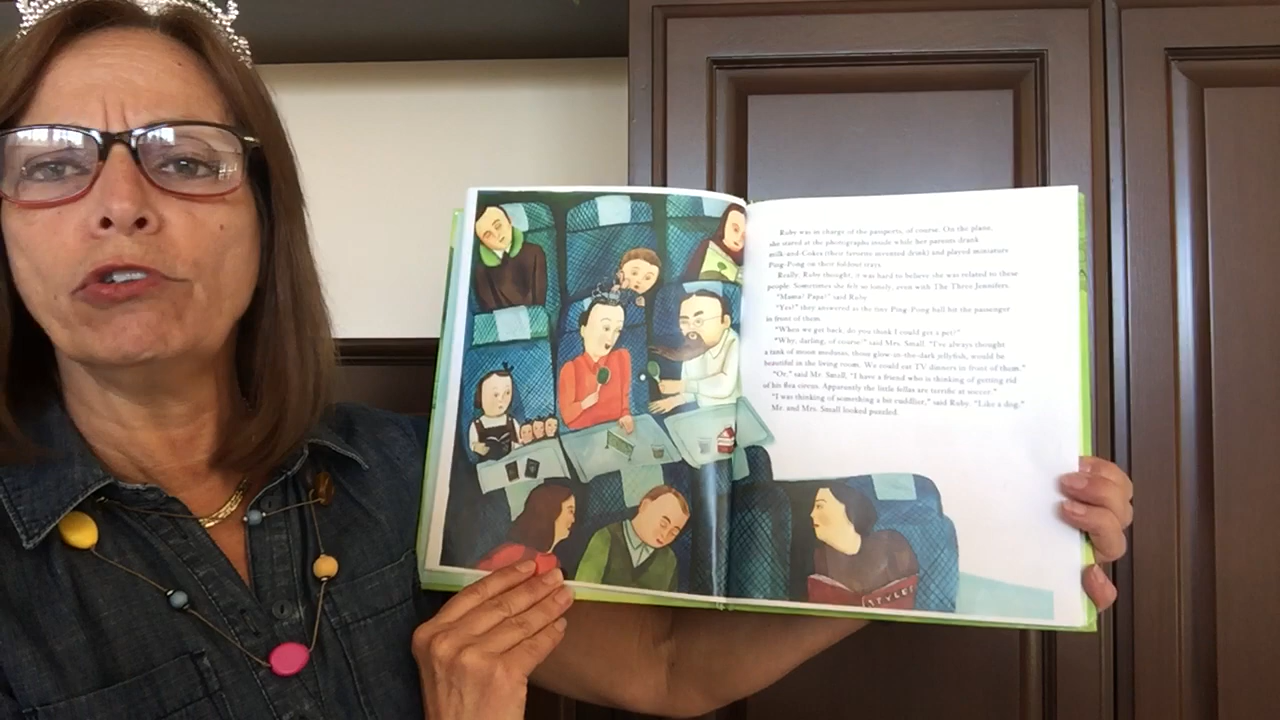 Ruby was in charge of the passports, of course. On the plane,
she stared at the photographs inside while her parents drank
milk-and-Cokes (their favorite invented drink) and played miniature
Ping-Pong on their foldout trays.
Really, Ruby thought, it was hard to believe she was related to these
people. Sometimes she felt so lonely, even with The Three Jennifers.
"Mama? Papa?" said Ruby.
"Yes?" they answered as the tiny Ping-Pong ball hit the passenger
in front of them.
"When we get back, do you think I could get a pet?"
"Why, darling, of course!" said Mrs. Small. "I've always thought
a tank of moon medusas, those glow-in-the-dark jellyfish, would be
beautiful in the living room. We could eat TV dinners in front of them."
"Or," said Mr. Small, "I have a friend who is thinking of getting rid
of his flea circus. Apparently the little fellas are terrific at soccer."
"I was thinking of something a bit cuddlier," said Ruby. "Like a dog."
Mr. and Mrs. Small looked puzzled.
STYLE!